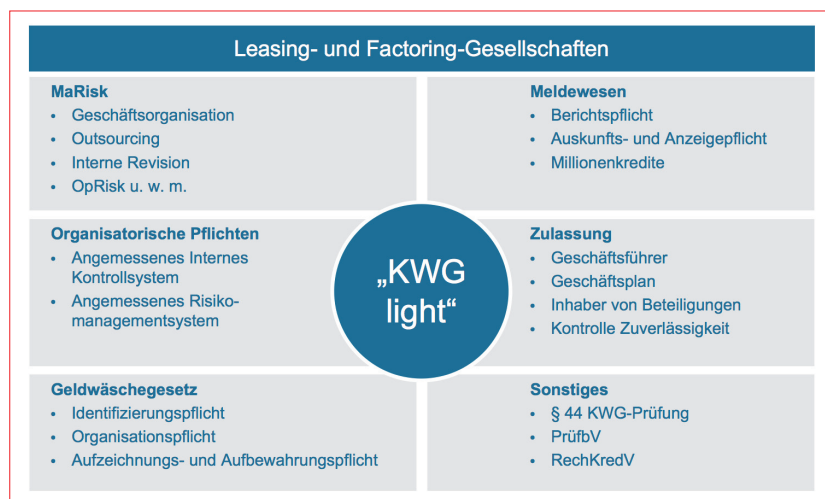 Leasing- und Factoring-Gesellschaften
MaRisk
• Geschäftsorganisation
• Outsourcing
• Interne Revision
• OpRisk u. w. m.
Meldewesen
• Berichtspflicht
• Auskunfts- und Anzeigepflicht
• Millionenkredite
Organisatorische Pflichten
• Angemessenes Internes
Kontrollsystem
• Angemessenes Risiko-
managementsystem
„KWG
light“
Zulassung
• Geschäftsführer
• Geschäftsplan
• Inhaber von Beteiligungen
• Kontrolle Zuverlässigkeit
Geldwäschegesetz
• Identifizierungspflicht
• Organisationspflicht
• Aufzeichnungs- und Aufbewahrungspflicht
Sonstiges
• § 44 KWG-Prüfung
• PrüfbV
• RechKredV